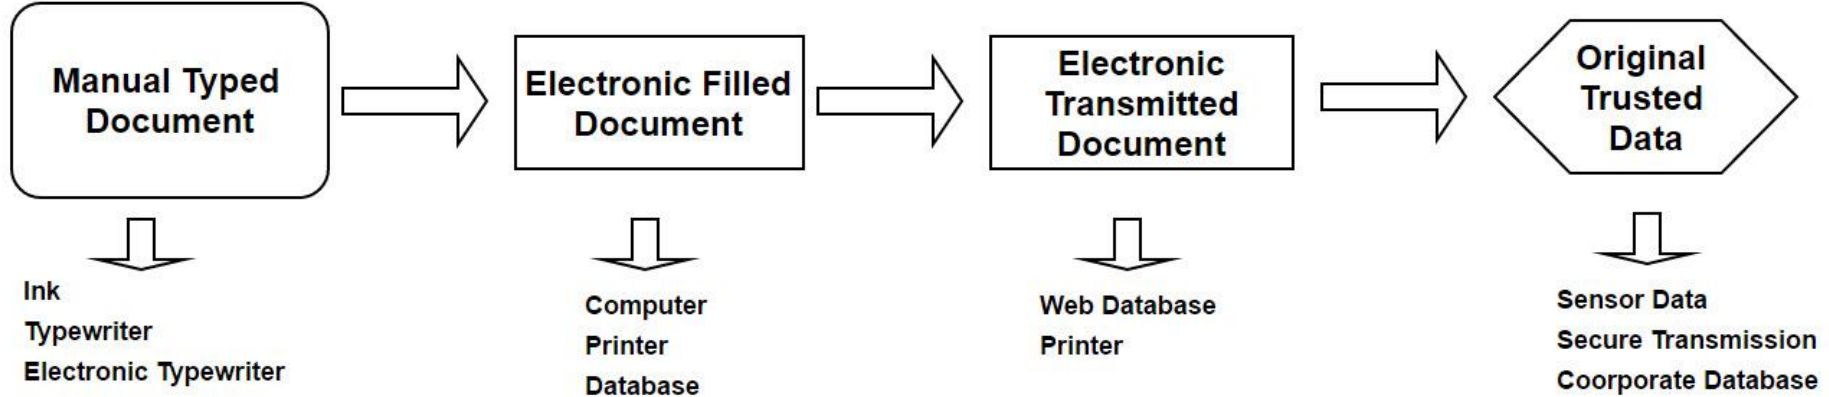 Manual Typed
Document
Electronic Filled
Document
Electronic
Transmitted
Document
Original
Trusted
Data
Ink
Typewriter
Electronic Typewriter
Computer
Printer
Database
Web Database
Printer
Sensor Data
Secure Transmission
Coorporate Database